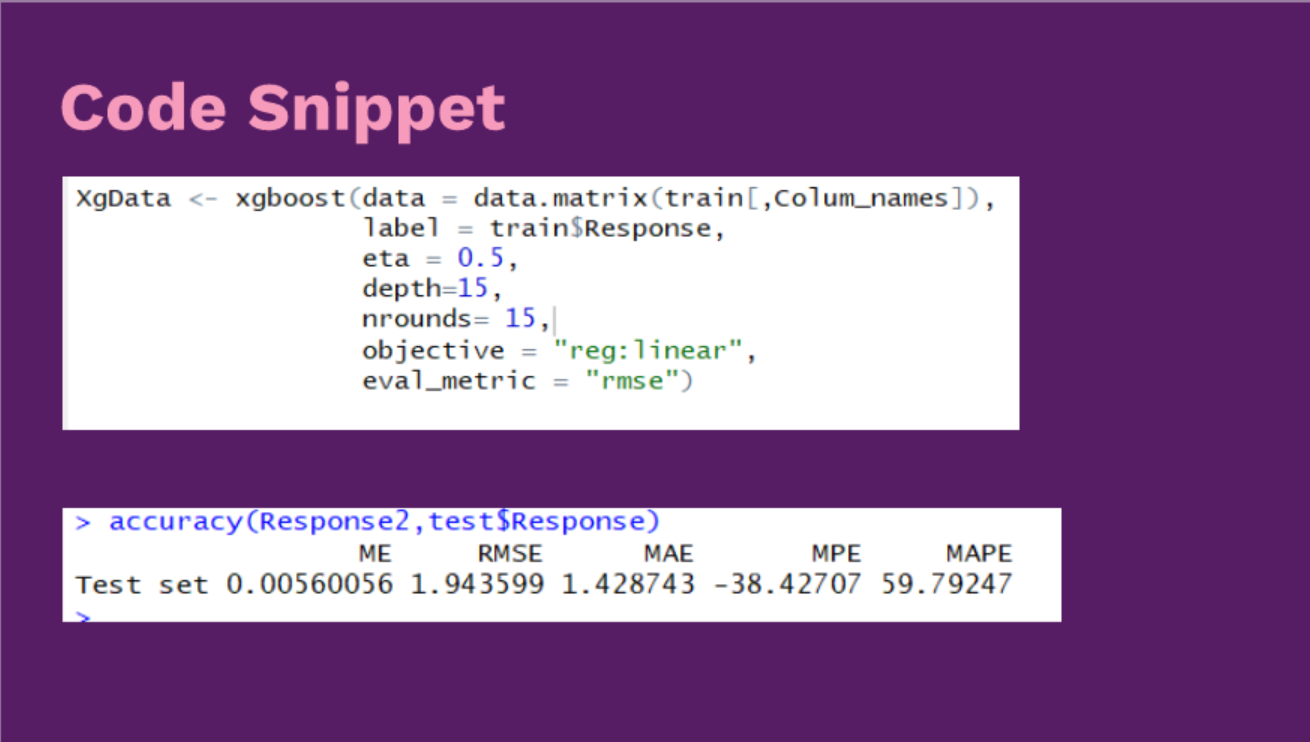 Code Snippet
XgData <- xgboost(data = data.matrix(train[,Colum_names]),
label = train$Response,
eta = 0.5,
depth=15,
nrounds= 15,
objective = "reg:linear",
eval_metric = "rmse")
> accuracy(Response2,test$Response)
ME RMSE MAE MPE MAPE
Test set 0.00560056 1.943599 1.428743 -38.42707 59.79247
>